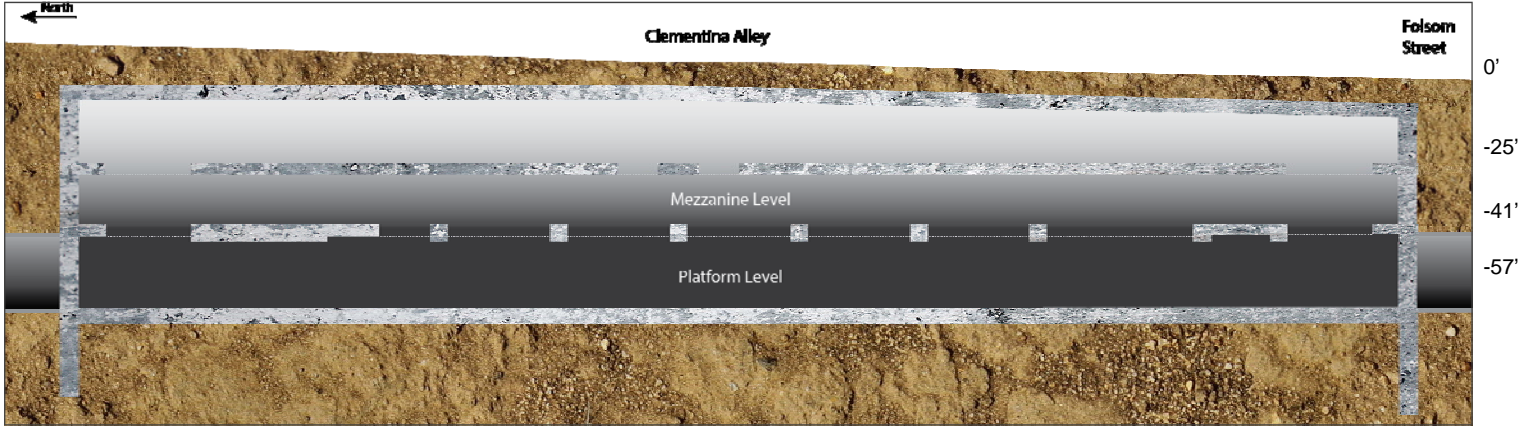 North
Clementina Alley
Folsom
Street
0’
-25’
Mezzanine Level
-41’
-57’
Platform Level